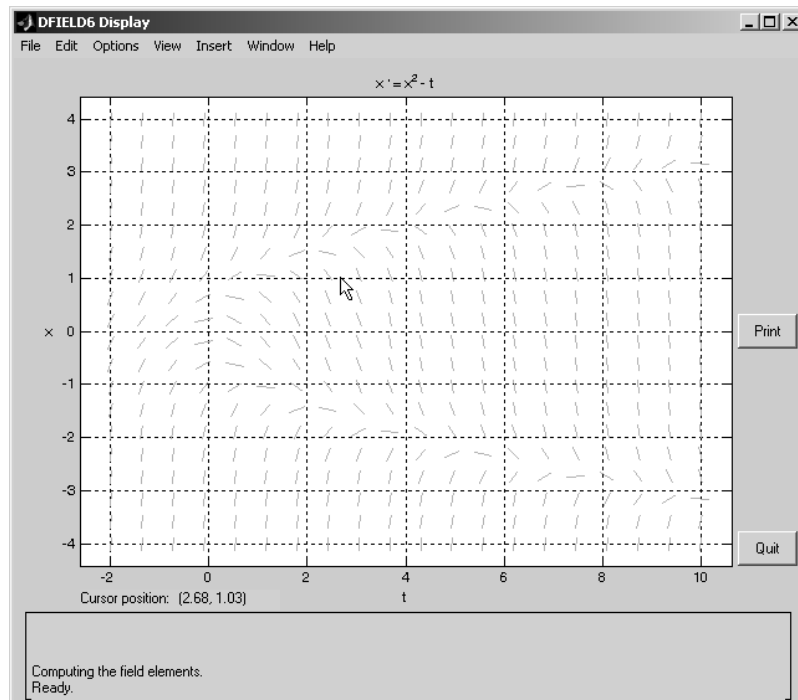 DFIELD6 Display
File Edit Options View Insert Window Help
x ' = x² - t
4
3
2
1
x 0 Print
-1
-2
-3
-4 Quit
-2 0 2 4 6 8 10
Cursor position: (2.68, 1.03) t
Computing the field elements.
Ready.